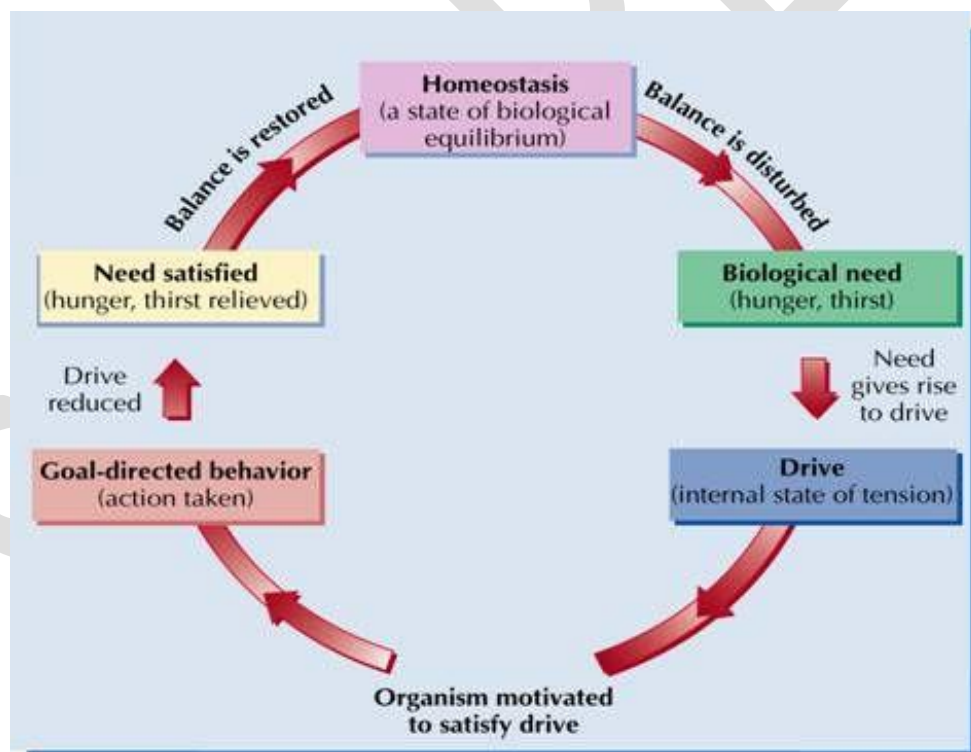 Homeostasis
(a state of biological
equilibrium)
Balance is disturbed
Biological need
(hunger, thirst)
Need
gives rise
to drive
Drive
(internal state of tension)
Organism motivated
to satisfy drive
Goal-directed behavior
(action taken)
Drive
reduced
Need satisfied
(hunger, thirst relieved)
Balance is restored